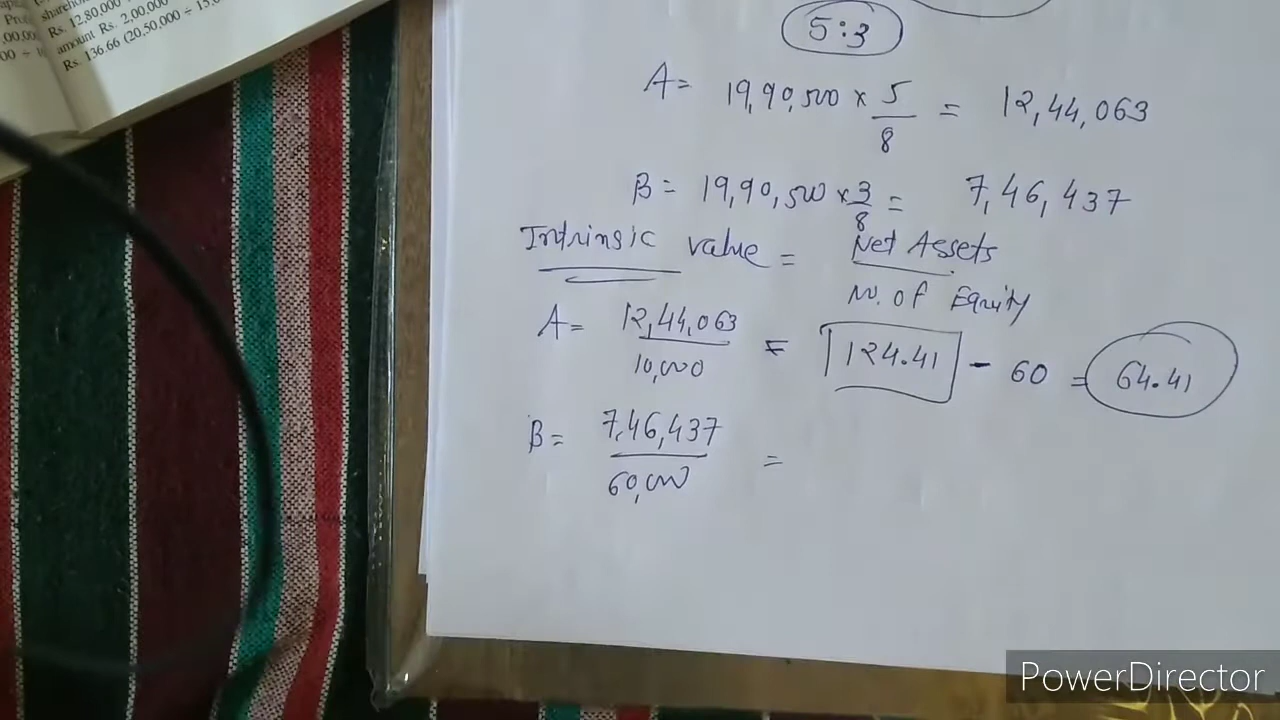 shareho
Rs. 12,80,000
amount Rs. 2,00,000
Rs. 136.66 (20,50,000 ÷ 15,0
5:3
A= 19,90,500 × 5/8 = 12,44,063
B= 19,90,500 × 3/8 = 7,46,437
Intrinsic value = Net Assets
No. of Equity
A= 12,44,063 / 10,000 = 124.41 - 60 = 64.41
B= 7,46,437 / 60,000 =
PowerDirector